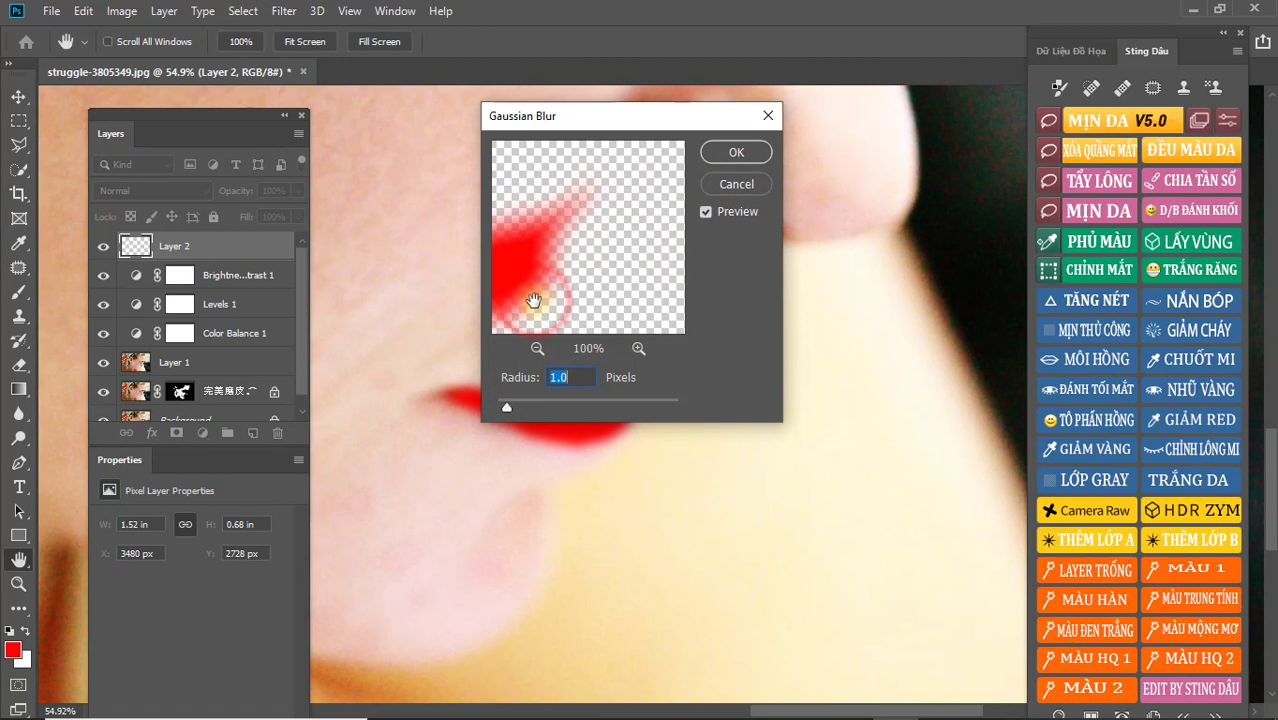 Ps File Edit Image Layer Type Select Filter 3D View Window Help
Scroll All Windows 100% Fit Screen Fill Screen
struggle-3805349.jpg @ 54.9% (Layer 2, RGB/8#) *
Layers
Kind
Normal Opacity: 100%
Lock: Fill: 100%
Layer 2
Brightne...trast 1
Levels 1
Color Balance 1
Layer 1
Background
fx
Properties
Pixel Layer Properties
W: 1.52 in H: 0.68 in
X: 3480 px Y: 2728 px
54.92%
Gaussian Blur
OK
Cancel
Preview
100%
Radius: 1.0 Pixels
Dữ Liệu Đồ Họa Sting Dâu
MỊN DA V5.0
XÓA QUẦNG MẮT ĐỀU MÀU DA
TẨY LÔNG CHIA TẦN SỐ
MỊN DA D/B ĐÁNH KHỐI
PHỦ MÀU LẤY VÙNG
CHỈNH MẮT TRẮNG RĂNG
TĂNG NÉT NẮN BÓP
MỊN THỦ CÔNG GIẢM CHÁY
MÔI HỒNG CHUỐT MI
ĐÁNH TỐI MẮT NHŨ VÀNG
TÔ PHẤN HỒNG GIẢM RED
GIẢM VÀNG CHỈNH LÔNG MI
LỚP GRAY TRẮNG DA
Camera Raw HDR ZYM
THÊM LỚP A THÊM LỚP B
LAYER TRỐNG MÀU 1
MÀU HÀN MÀU TRUNG TÍNH
MÀU ĐEN TRẮNG MÀU MỘNG MƠ
MÀU HQ 1 MÀU HQ 2
MÀU 2 EDIT BY STING DÂU